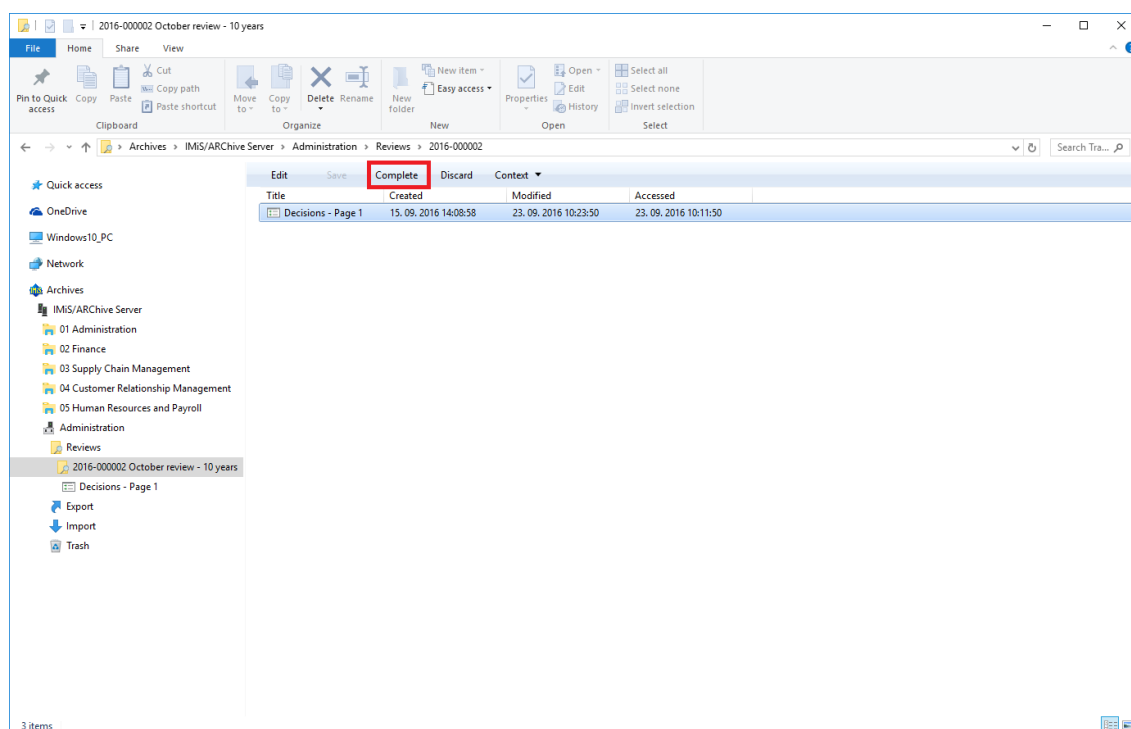 2016-000002 October review - 10 years
File Home Share View
Pin to Quick access
Copy
Paste
Cut
Copy path
Paste shortcut
Clipboard
Move to
Copy to
Delete
Rename
Organize
New folder
New item
Easy access
New
Properties
Open
Edit
History
Open
Select all
Select none
Invert selection
Select
Archives > IMiS/ARChive Server > Administration > Reviews > 2016-000002
Search Tra...
Edit Save Complete Discard Context
Title Created Modified Accessed
Decisions - Page 1 15. 09. 2016 14:08:58 23. 09. 2016 10:23:50 23. 09. 2016 10:11:50
Quick access
OneDrive
Windows10_PC
Network
Archives
IMiS/ARChive Server
01 Administration
02 Finance
03 Supply Chain Management
04 Customer Relationship Management
05 Human Resources and Payroll
Administration
Reviews
2016-000002 October review - 10 years
Decisions - Page 1
Export
Import
Trash
3 items